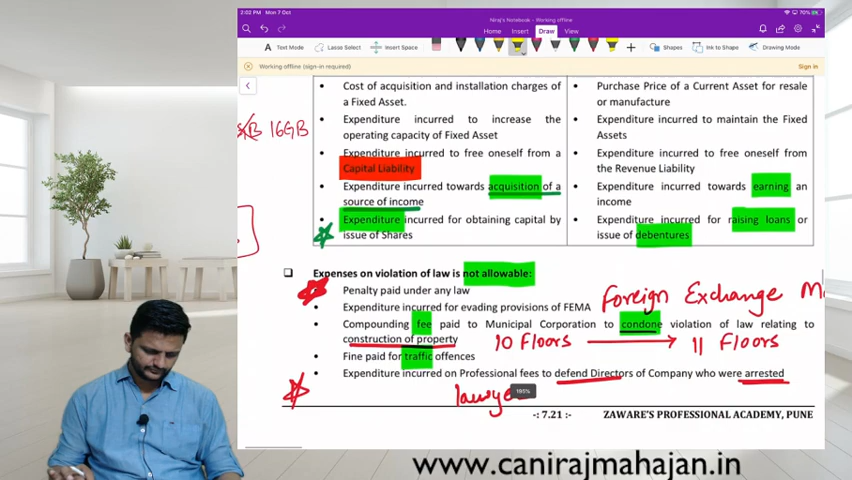 2:02 PM Mon 7 Oct
70%
Niraj's Notebook - Working offline
Home Insert Draw View
Text Mode Lasso Select Insert Space Shapes Ink to Shape Drawing Mode
Working offline (sign-in required) Sign in
• Cost of acquisition and installation charges of
a Fixed Asset.
• Expenditure incurred to increase the
operating capacity of Fixed Asset
• Expenditure incurred to free oneself from a
Capital Liability
• Expenditure incurred towards acquisition of a
source of income
• Expenditure incurred for obtaining capital by
issue of Shares
• Purchase Price of a Current Asset for resale
or manufacture
• Expenditure incurred to maintain the Fixed
Assets
• Expenditure incurred to free oneself from
the Revenue Liability
• Expenditure incurred towards earning an
income
• Expenditure incurred for raising loans or
issue of debentures
16GB
❑ Expenses on violation of law is not allowable:
• Penalty paid under any law
• Expenditure incurred for evading provisions of FEMA
Foreign Exchange
• Compounding fee paid to Municipal Corporation to condone violation of law relating to
construction of property
10 Floors → 11 Floors
• Fine paid for traffic offences
• Expenditure incurred on Professional fees to defend Directors of Company who were arrested
195%
-: 7.21 :- ZAWARE'S PROFESSIONAL ACADEMY, PUNE
www.canirajmahajan.in